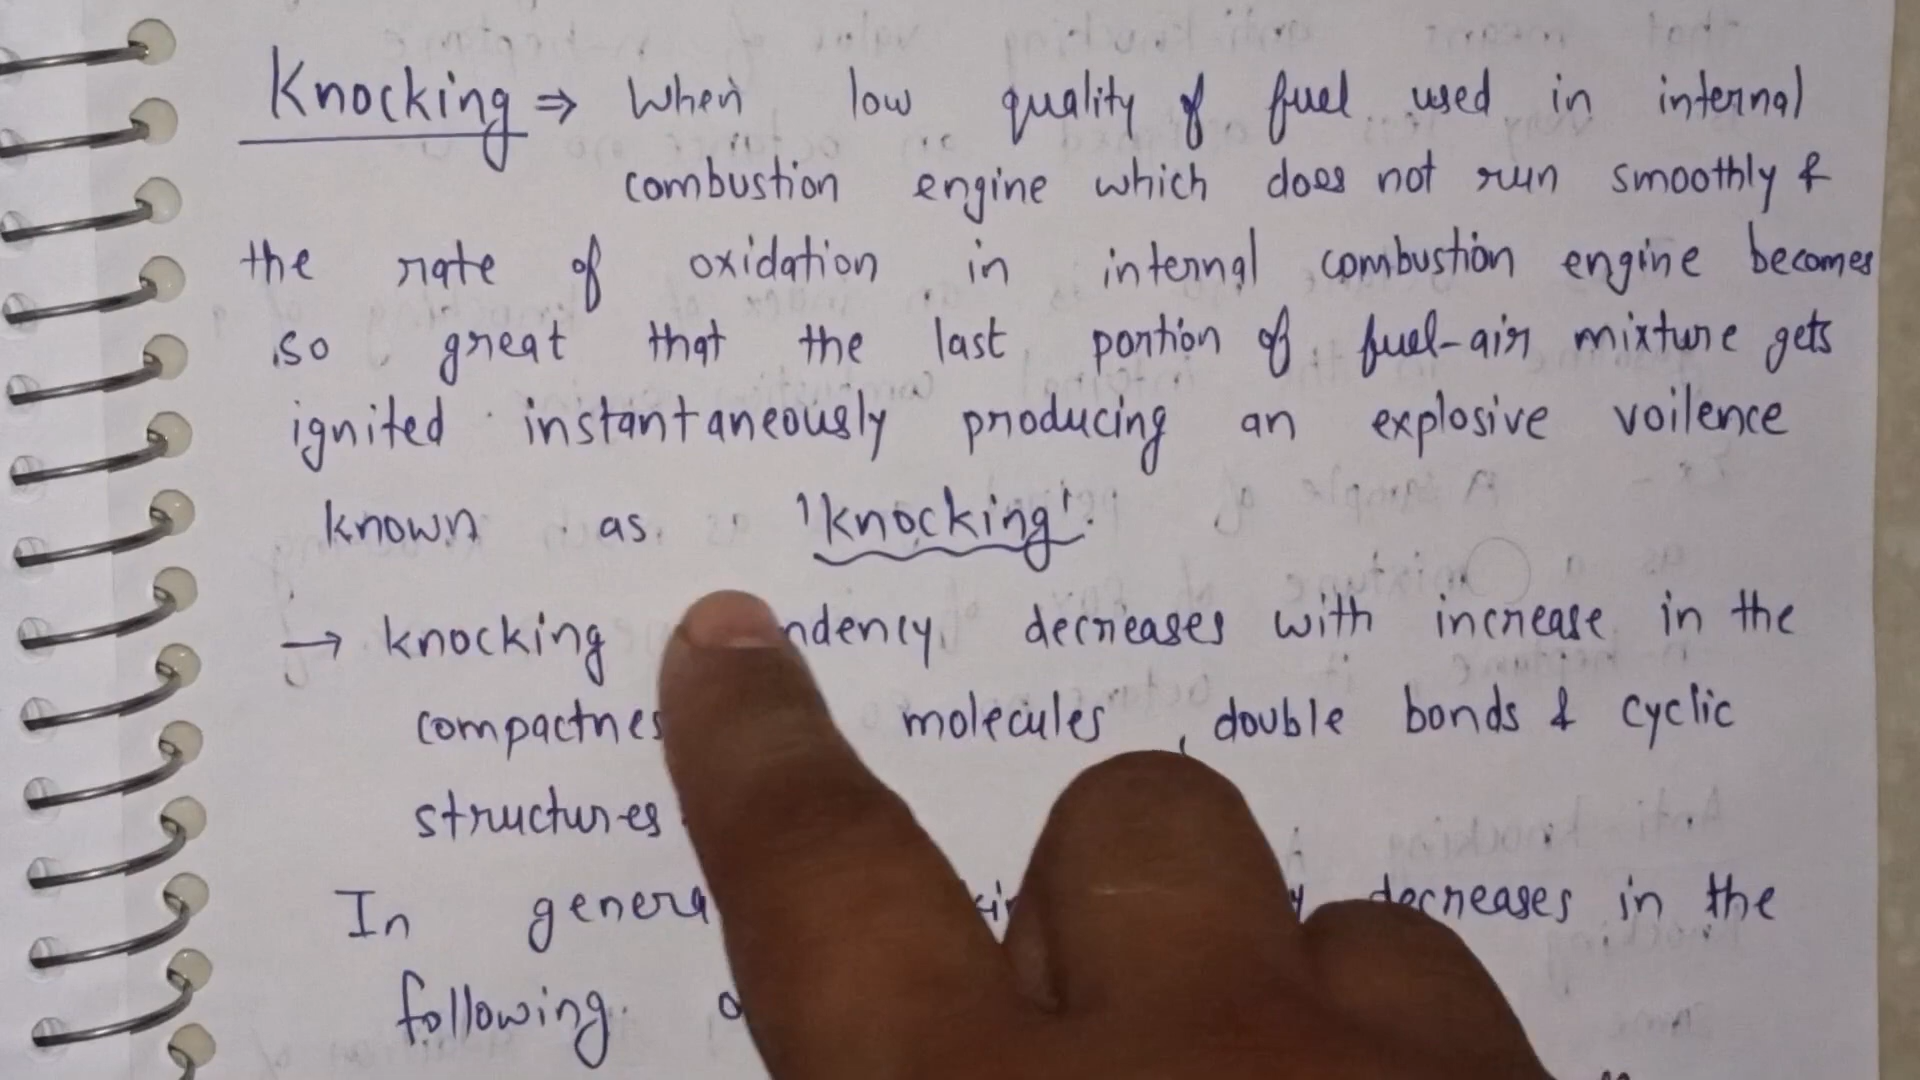 Knocking ⇒ When low quality of fuel used in internal
combustion engine which does not run smoothly &
the rate of oxidation in internal combustion engine becomes
so great that the last portion of fuel-air mixture gets
ignited instantaneously producing an explosive voilence
known as 'knocking'.
→ knocking ndency decreases with increase in the
compactnes molecules, double bonds & cyclic
structures
In genera decreases in the
following